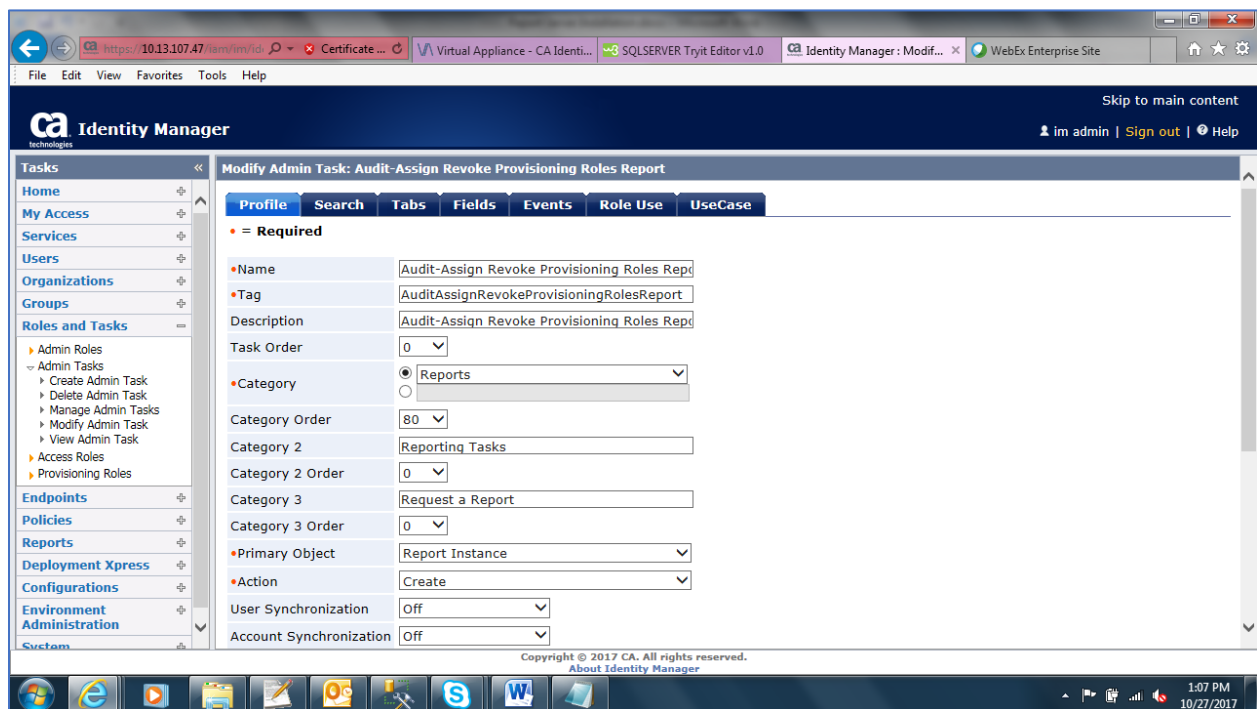 https://10.13.107.47/iam/im/id Certificate ... Virtual Appliance - CA Identi... SQLSERVER Tryit Editor v1.0 Identity Manager : Modif... WebEx Enterprise Site
File Edit View Favorites Tools Help
Skip to main content
ca technologies Identity Manager
im admin | Sign out | Help
Tasks
Home
My Access
Services
Users
Organizations
Groups
Roles and Tasks
Admin Roles
Admin Tasks
Create Admin Task
Delete Admin Task
Manage Admin Tasks
Modify Admin Task
View Admin Task
Access Roles
Provisioning Roles
Endpoints
Policies
Reports
Deployment Xpress
Configurations
Environment
Administration
System
Modify Admin Task: Audit-Assign Revoke Provisioning Roles Report
Profile Search Tabs Fields Events Role Use UseCase
• = Required
•Name Audit-Assign Revoke Provisioning Roles Repo
•Tag AuditAssignRevokeProvisioningRolesReport
Description Audit-Assign Revoke Provisioning Roles Repo
Task Order 0
•Category Reports
Category Order 80
Category 2 Reporting Tasks
Category 2 Order 0
Category 3 Request a Report
Category 3 Order 0
•Primary Object Report Instance
•Action Create
User Synchronization Off
Account Synchronization Off
Copyright © 2017 CA. All rights reserved.
About Identity Manager
1:07 PM
10/27/2017